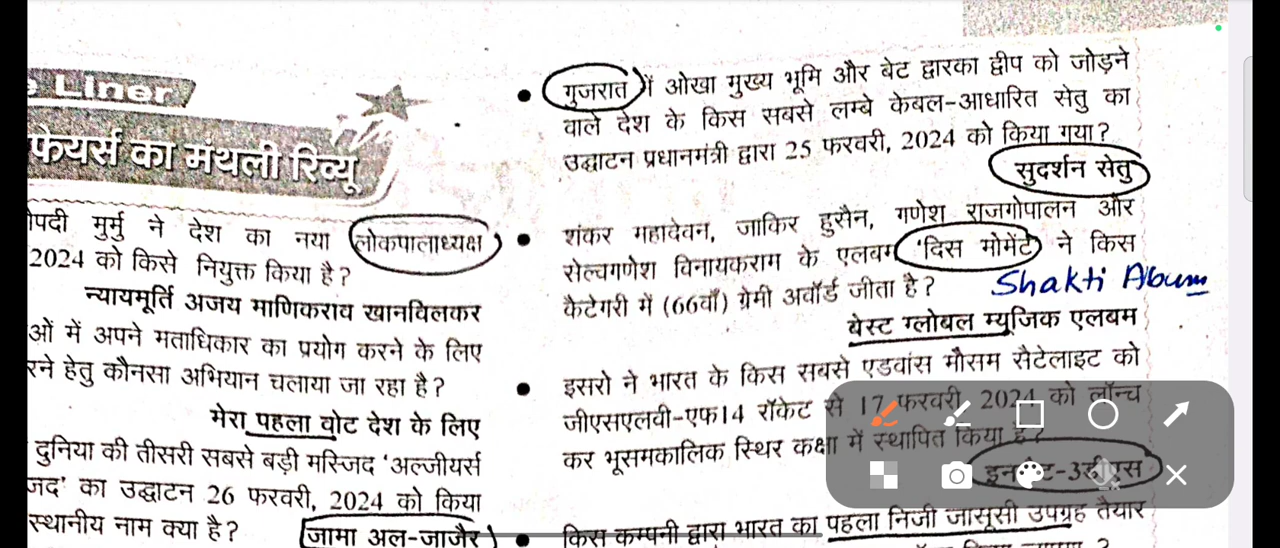 e Liner
फेयर्स का मंथली रिव्यू
पदी मुर्मु ने देश का नया लोकपालाध्यक्ष
2024 को किसे नियुक्त किया है?
न्यायमूर्ति अजय माणिकराव खानविलकर
ओं में अपने मताधिकार का प्रयोग करने के लिए
रने हेतु कौनसा अभियान चलाया जा रहा है?
मेरा पहला वोट देश के लिए
दुनिया की तीसरी सबसे बड़ी मस्जिद ‘अल्जीयर्स
जद’ का उद्घाटन 26 फरवरी, 2024 को किया
स्थानीय नाम क्या है?
जामा अल-जाजैर
• गुजरात में ओखा मुख्य भूमि और बेट द्वारका द्वीप को जोड़ने
वाले देश के किस सबसे लम्बे केबल-आधारित सेतु का
उद्घाटन प्रधानमंत्री द्वारा 25 फरवरी, 2024 को किया गया?
सुदर्शन सेतु
• शंकर महादेवन, जाकिर हुसैन, गणेश राजगोपालन और
सेल्वगणेश विनायकराम के एलबम ‘दिस मोमेंट’ ने किस
कैटेगरी में (66वाँ) ग्रेमी अवॉर्ड जीता है?
Shakti Album
बेस्ट ग्लोबल म्यूजिक एलबम
• इसरो ने भारत के किस सबसे एडवांस मौसम सैटेलाइट को
जीएसएलवी-एफ14 रॉकेट से 17 फरवरी, 2024 को लॉन्च
कर भूसमकालिक स्थिर कक्षा में स्थापित किया है?
-3डीएस
• किस कम्पनी द्वारा भारत का पहला निजी जासूसी उपग्रह तैयार